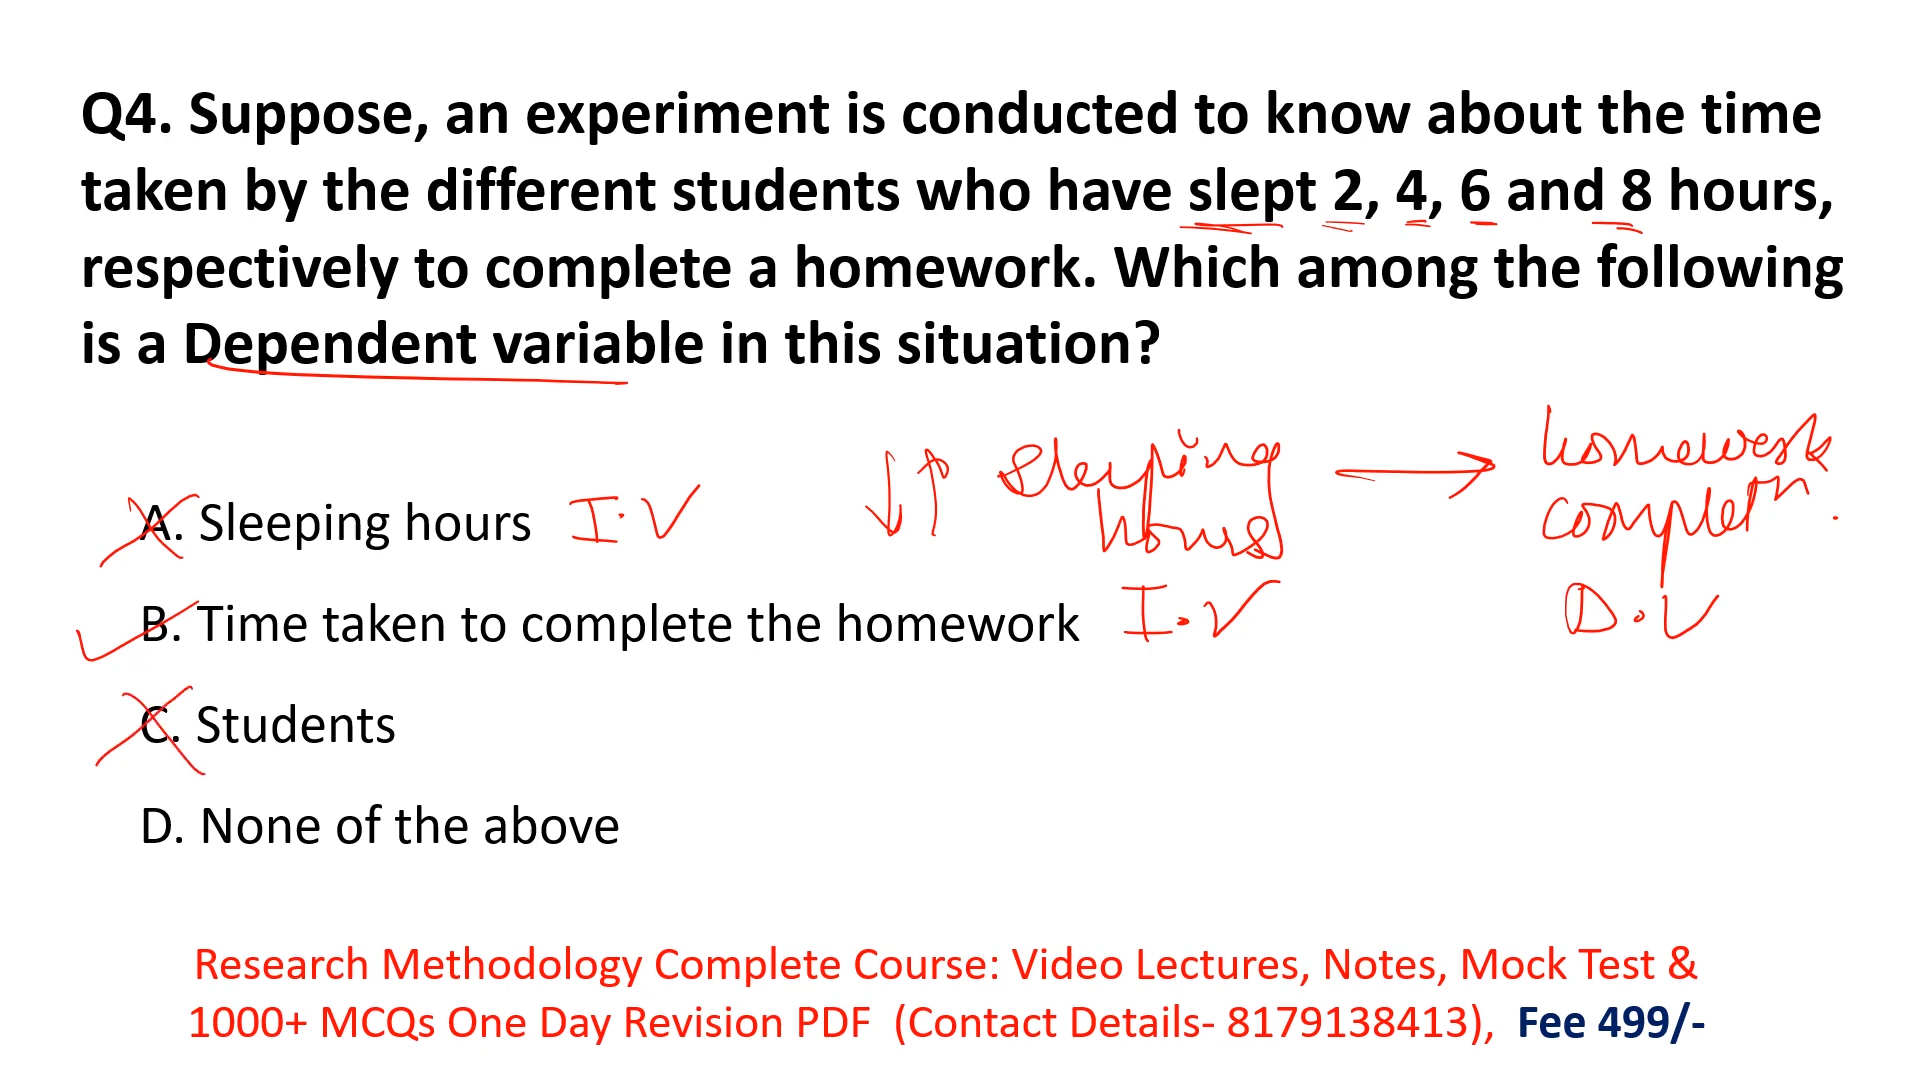 Q4. Suppose, an experiment is conducted to know about the time
taken by the different students who have slept 2, 4, 6 and 8 hours,
respectively to complete a homework. Which among the following
is a Dependent variable in this situation?
A. Sleeping hours I.V
sleeping
hours
homework
complet^n.
B. Time taken to complete the homework I.V D.V
C. Students
D. None of the above
Research Methodology Complete Course: Video Lectures, Notes, Mock Test &
1000+ MCQs One Day Revision PDF (Contact Details- 8179138413), Fee 499/-